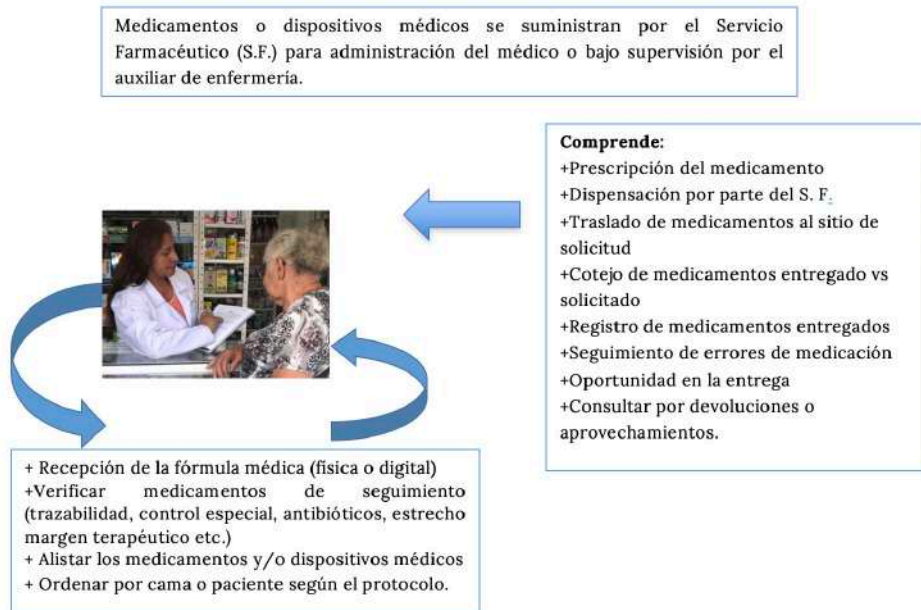 Medicamentos o dispositivos médicos se suministran por el Servicio
Farmacéutico (S.F.) para administración del médico o bajo supervisión por el
auxiliar de enfermería.
Comprende:
+Prescripción del medicamento
+Dispensación por parte del S. F.
+Traslado de medicamentos al sitio de
solicitud
+Cotejo de medicamentos entregado vs
solicitado
+Registro de medicamentos entregados
+Seguimiento de errores de medicación
+Oportunidad en la entrega
+Consultar por devoluciones o
aprovechamientos.
+ Recepción de la fórmula médica (física o digital)
+Verificar medicamentos de seguimiento
(trazabilidad, control especial, antibióticos, estrecho
margen terapéutico etc.)
+ Alistar los medicamentos y/o dispositivos médicos
+ Ordenar por cama o paciente según el protocolo.